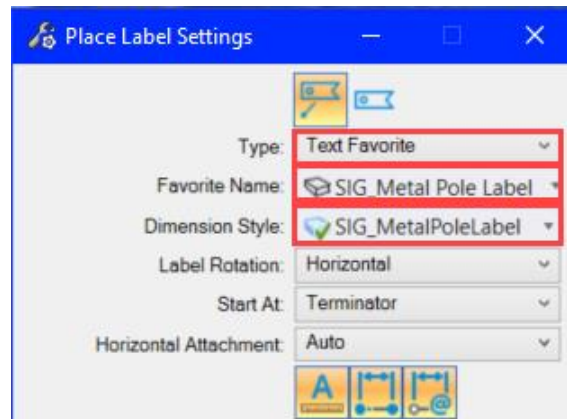 Place Label Settings
Type: Text Favorite
Favorite Name: SIG_Metal Pole Label
Dimension Style: SIG_MetalPoleLabel
Label Rotation: Horizontal
Start At: Terminator
Horizontal Attachment: Auto
A
@